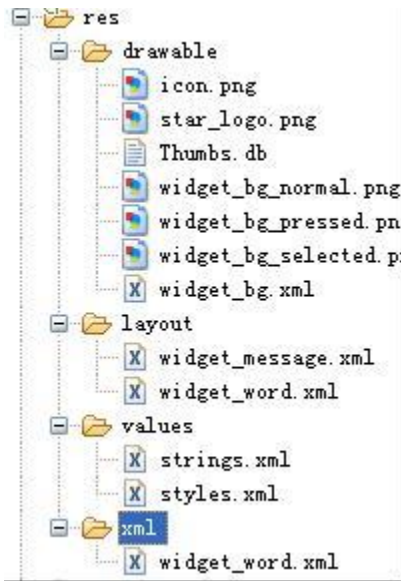 res
drawable
icon.png
star_logo.png
Thumbs.db
widget_bg_normal.png
widget_bg_pressed.pn
widget_bg_selected.p
widget_bg.xml
layout
widget_message.xml
widget_word.xml
values
strings.xml
styles.xml
xml
widget_word.xml